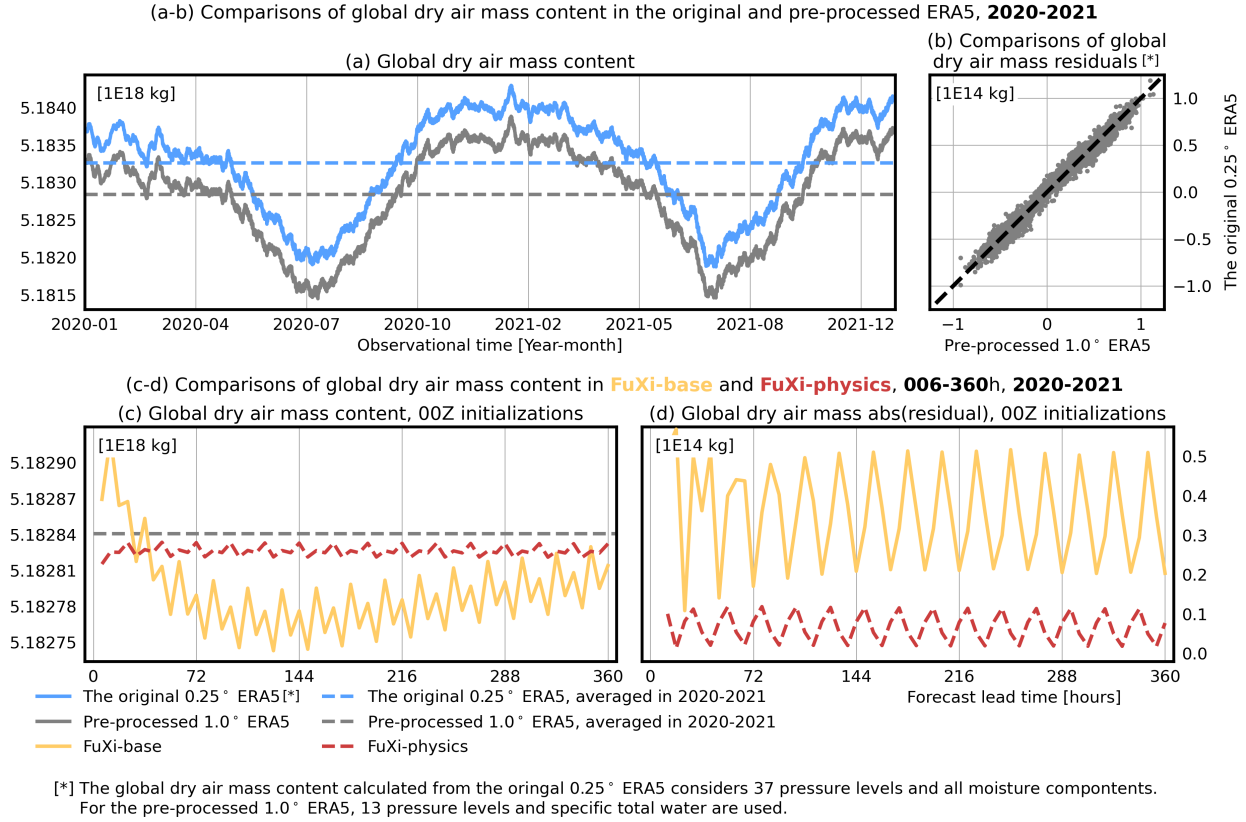 (a-b) Comparisons of global dry air mass content in the original and pre-processed ERA5, 2020-2021
(a) Global dry air mass content
[1E18 kg]
5.1840
5.1835
5.1830
5.1825
5.1820
5.1815
2020-01
2020-04
2020-07
2020-10
2021-02
2021-05
2021-08
2021-12
Observational time [Year-month]
(b) Comparisons of global
dry air mass residuals [*]
[1E14 kg]
1.0
0.5
0.0
−0.5
−1.0
The original 0.25° ERA5
−1
0
1
Pre-processed 1.0° ERA5
(c-d) Comparisons of global dry air mass content in FuXi-base and FuXi-physics, 006-360h, 2020-2021
(c) Global dry air mass content, 00Z initializations
[1E18 kg]
5.18290
5.18287
5.18284
5.18281
5.18278
5.18275
0
72
144
216
288
360
(d) Global dry air mass abs(residual), 00Z initializations
[1E14 kg]
0.5
0.4
0.3
0.2
0.1
0.0
0
72
144
216
288
360
Forecast lead time [hours]
The original 0.25° ERA5[*]
Pre-processed 1.0° ERA5
FuXi-base
The original 0.25° ERA5, averaged in 2020-2021
Pre-processed 1.0° ERA5, averaged in 2020-2021
FuXi-physics
[*] The global dry air mass content calculated from the oringal 0.25° ERA5 considers 37 pressure levels and all moisture compontents.
For the pre-processed 1.0° ERA5, 13 pressure levels and specific total water are used.